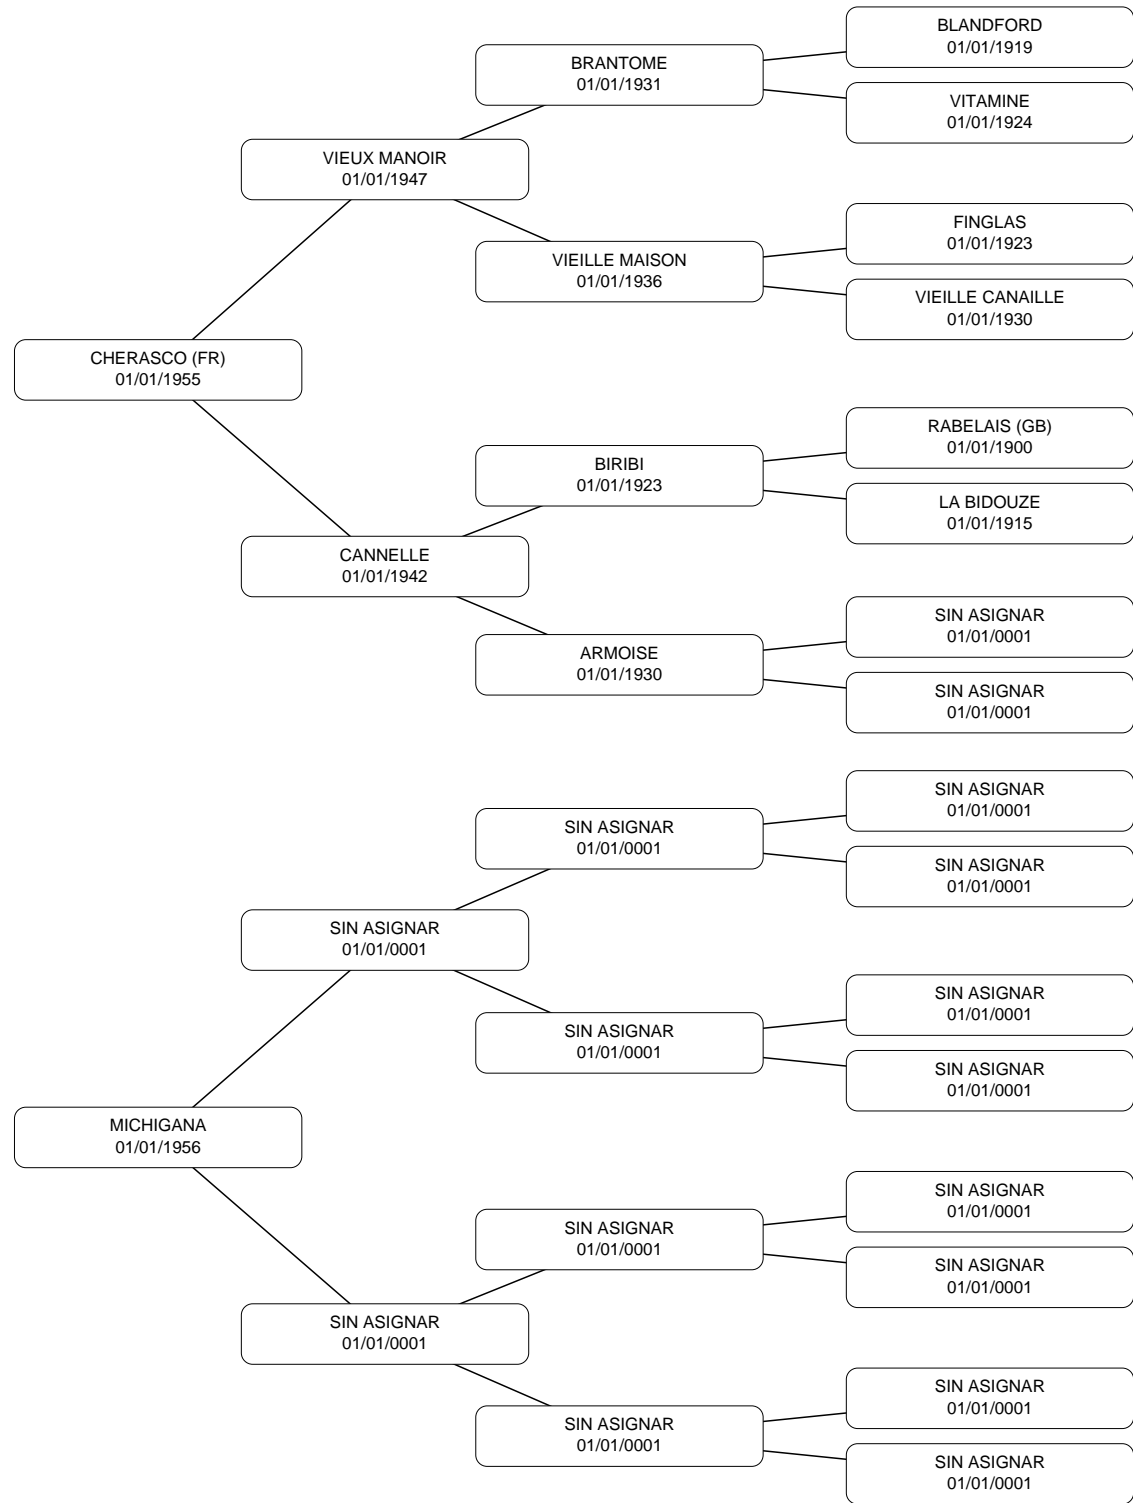 BLANDFORD
01/01/1919
BRANTOME
01/01/1931
VITAMINE
01/01/1924
VIEUX MANOIR
01/01/1947
FINGLAS
01/01/1923
VIEILLE MAISON
01/01/1936
VIEILLE CANAILLE
01/01/1930
CHERASCO (FR)
01/01/1955
RABELAIS (GB)
01/01/1900
BIRIBI
01/01/1923
LA BIDOUZE
01/01/1915
CANNELLE
01/01/1942
SIN ASIGNAR
01/01/0001
ARMOISE
01/01/1930
SIN ASIGNAR
01/01/0001
SIN ASIGNAR
01/01/0001
SIN ASIGNAR
01/01/0001
SIN ASIGNAR
01/01/0001
SIN ASIGNAR
01/01/0001
SIN ASIGNAR
01/01/0001
SIN ASIGNAR
01/01/0001
SIN ASIGNAR
01/01/0001
MICHIGANA
01/01/1956
SIN ASIGNAR
01/01/0001
SIN ASIGNAR
01/01/0001
SIN ASIGNAR
01/01/0001
SIN ASIGNAR
01/01/0001
SIN ASIGNAR
01/01/0001
SIN ASIGNAR
01/01/0001
SIN ASIGNAR
01/01/0001